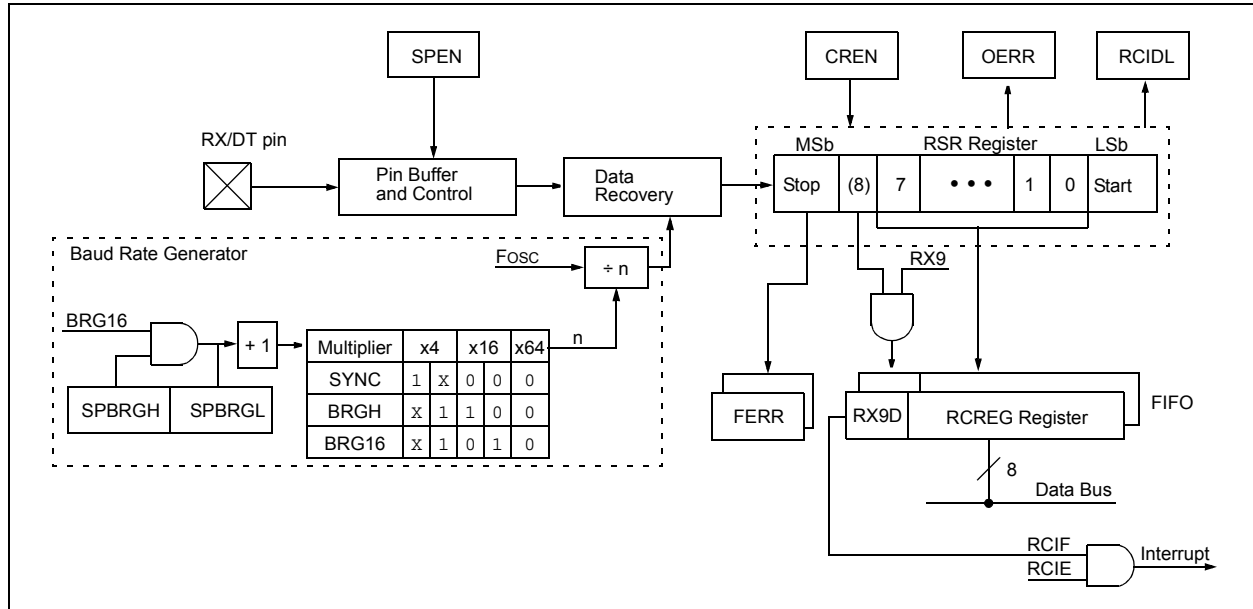 SPEN
CREN
OERR
RCIDL
RX/DT pin
Pin Buffer
and Control
Data
Recovery
MSb
RSR Register
LSb
Stop (8) 7 • • • 1 0 Start
Baud Rate Generator
FOSC
÷ n
RX9
BRG16
+ 1
n
Multiplier x4 x16 x64
SYNC 1 X 0 0 0
BRGH X 1 1 0 0
BRG16 X 1 0 1 0
SPBRGH SPBRGL
FERR
RX9D RCREG Register
FIFO
8
Data Bus
RCIF
RCIE
Interrupt